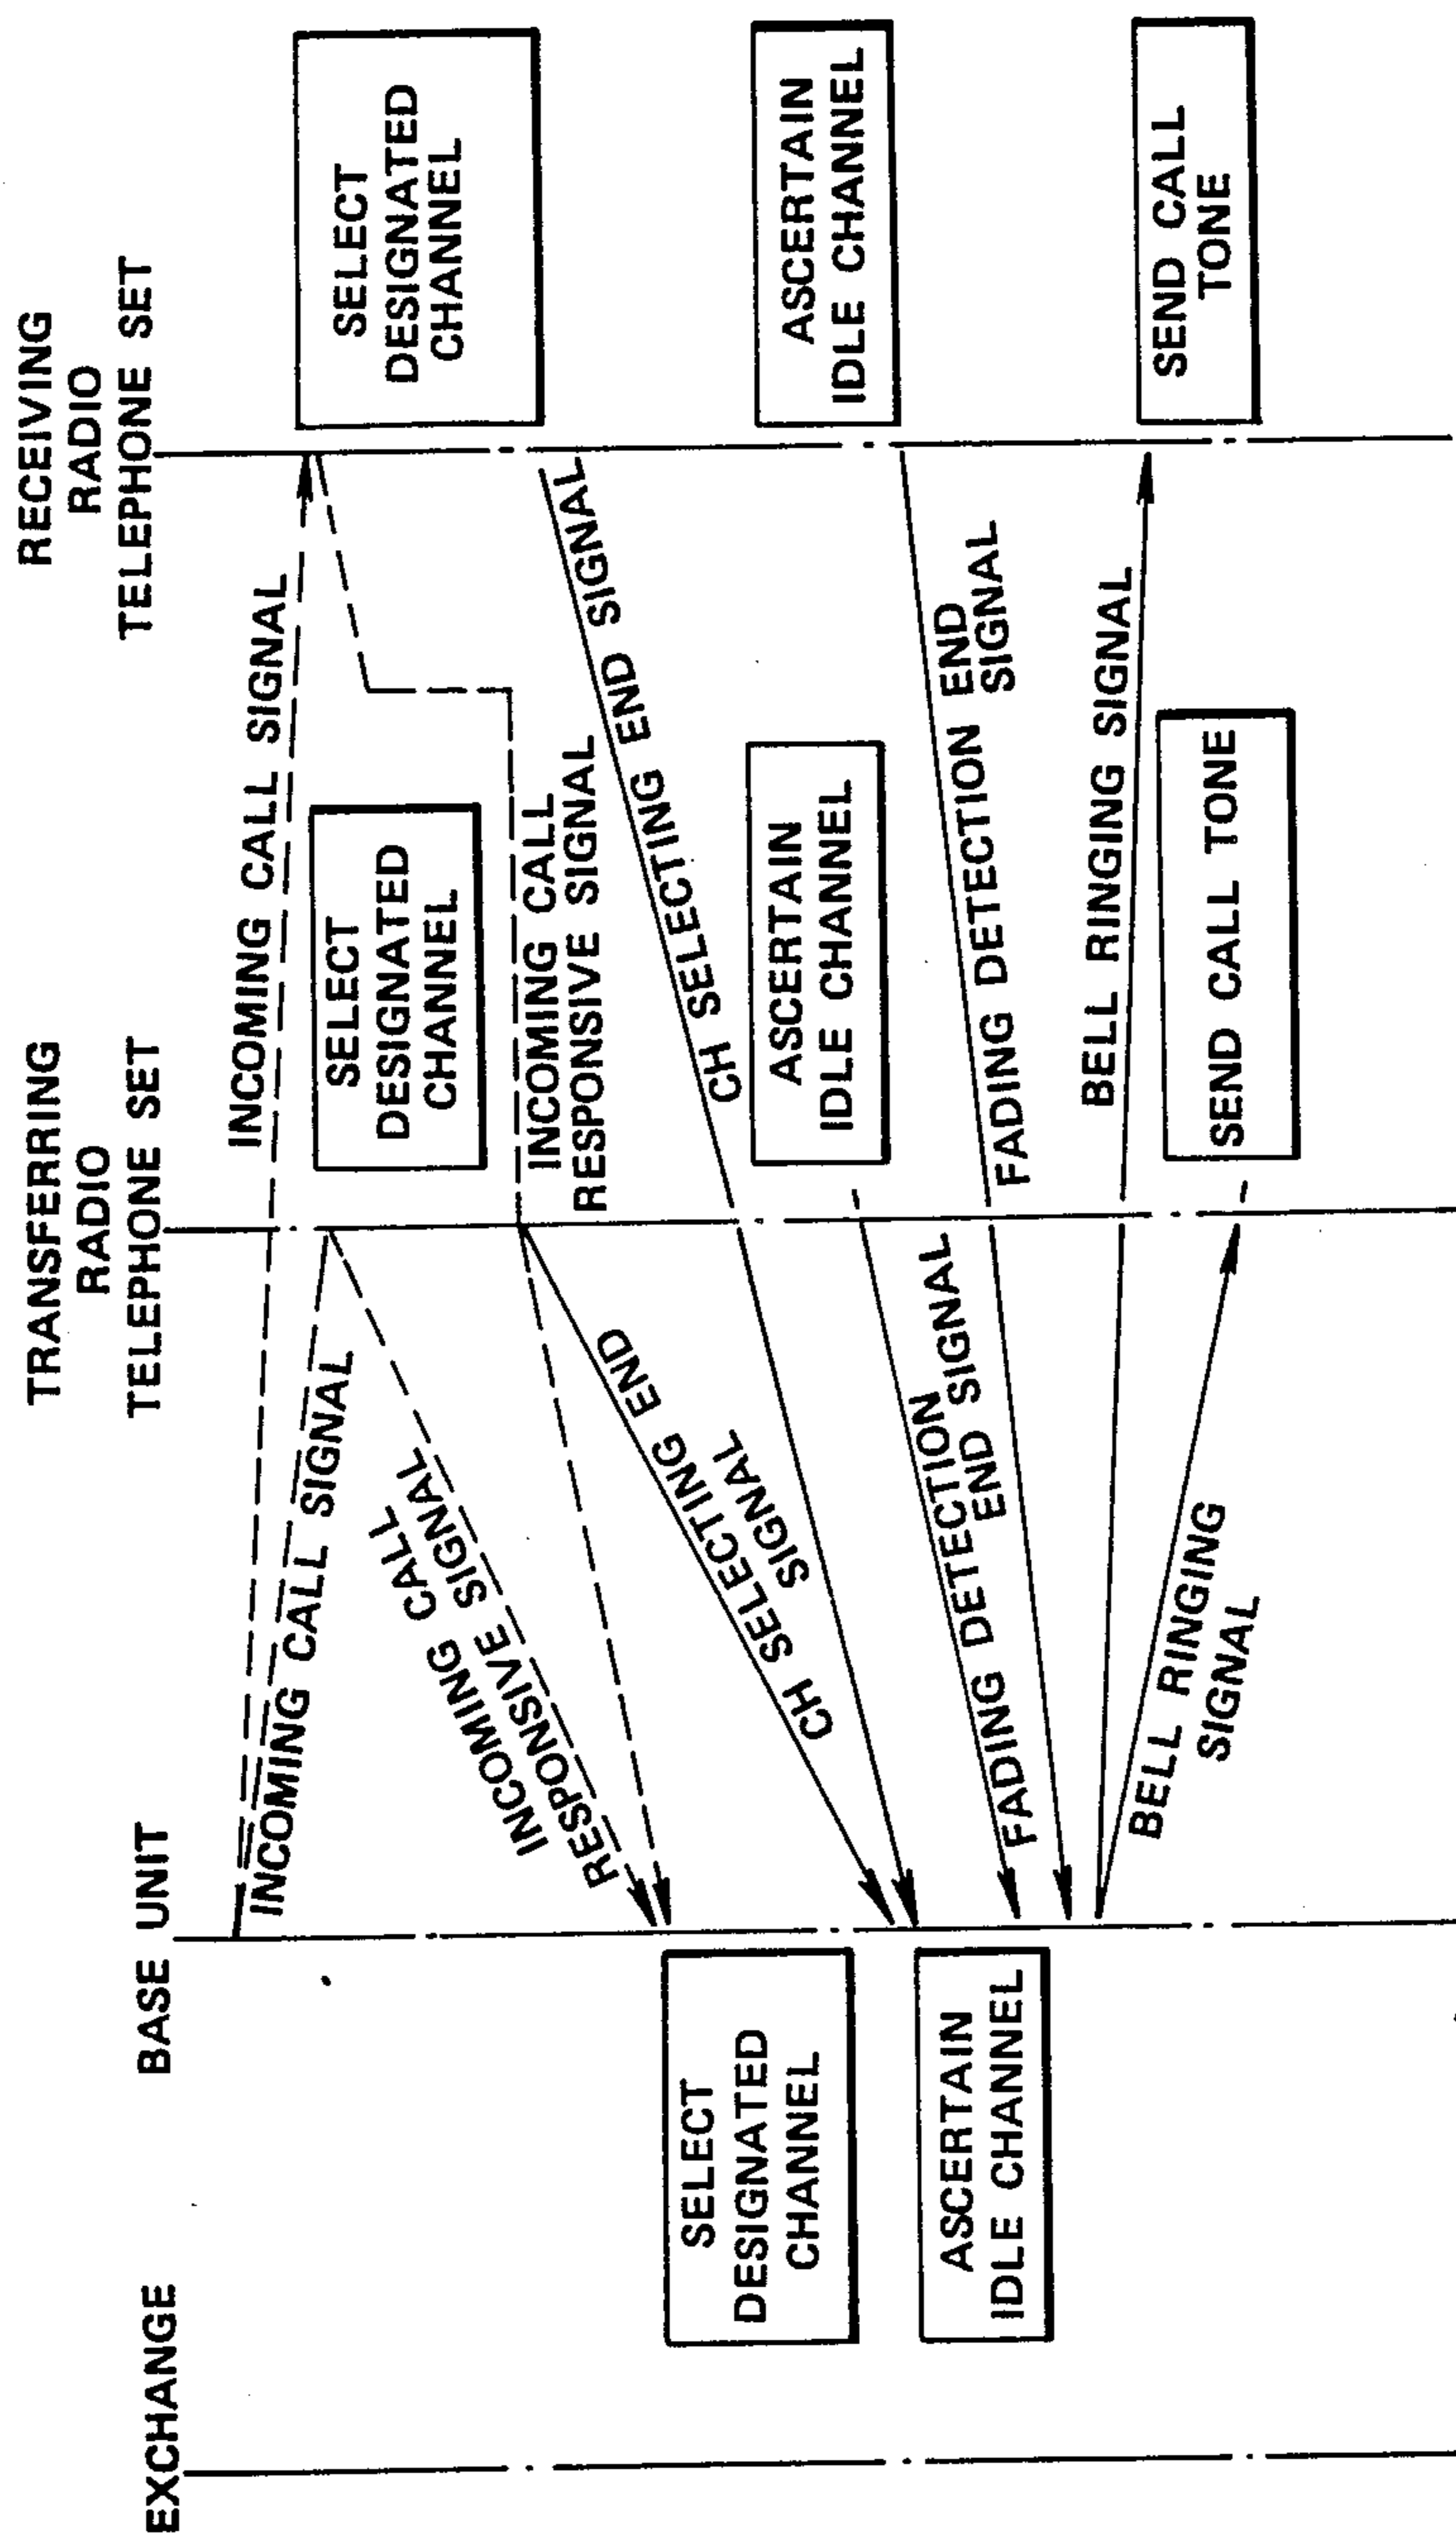 EXCHANGE
BASE UNIT
TRANSFERRING
RADIO
TELEPHONE SET
RECEIVING
RADIO
TELEPHONE SET
INCOMING CALL SIGNAL
INCOMING CALL SIGNAL
SELECT
DESIGNATED
CHANNEL
SELECT
DESIGNATED
CHANNEL
INCOMING CALL
RESPONSIVE SIGNAL
INCOMING CALL
RESPONSIVE SIGNAL
SELECT
DESIGNATED
CHANNEL
CH SELECTING END
SIGNAL
CH SELECTING END SIGNAL
ASCERTAIN
IDLE CHANNEL
ASCERTAIN
IDLE CHANNEL
ASCERTAIN
IDLE CHANNEL
FADING DETECTION
END SIGNAL
FADING DETECTION END
SIGNAL
BELL RINGING SIGNAL
BELL RINGING
SIGNAL
SEND CALL TONE
SEND CALL
TONE